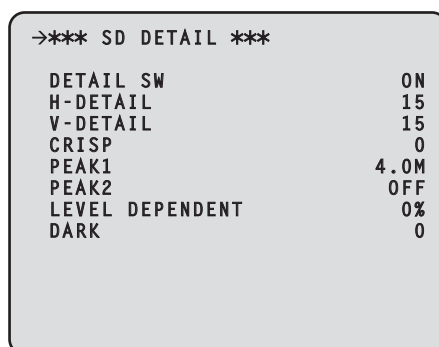 →*** SD DETAIL ***
DETAIL SW ON
H-DETAIL 15
V-DETAIL 15
CRISP 0
PEAK1 4.0M
PEAK2 OFF
LEVEL DEPENDENT 0%
DARK 0